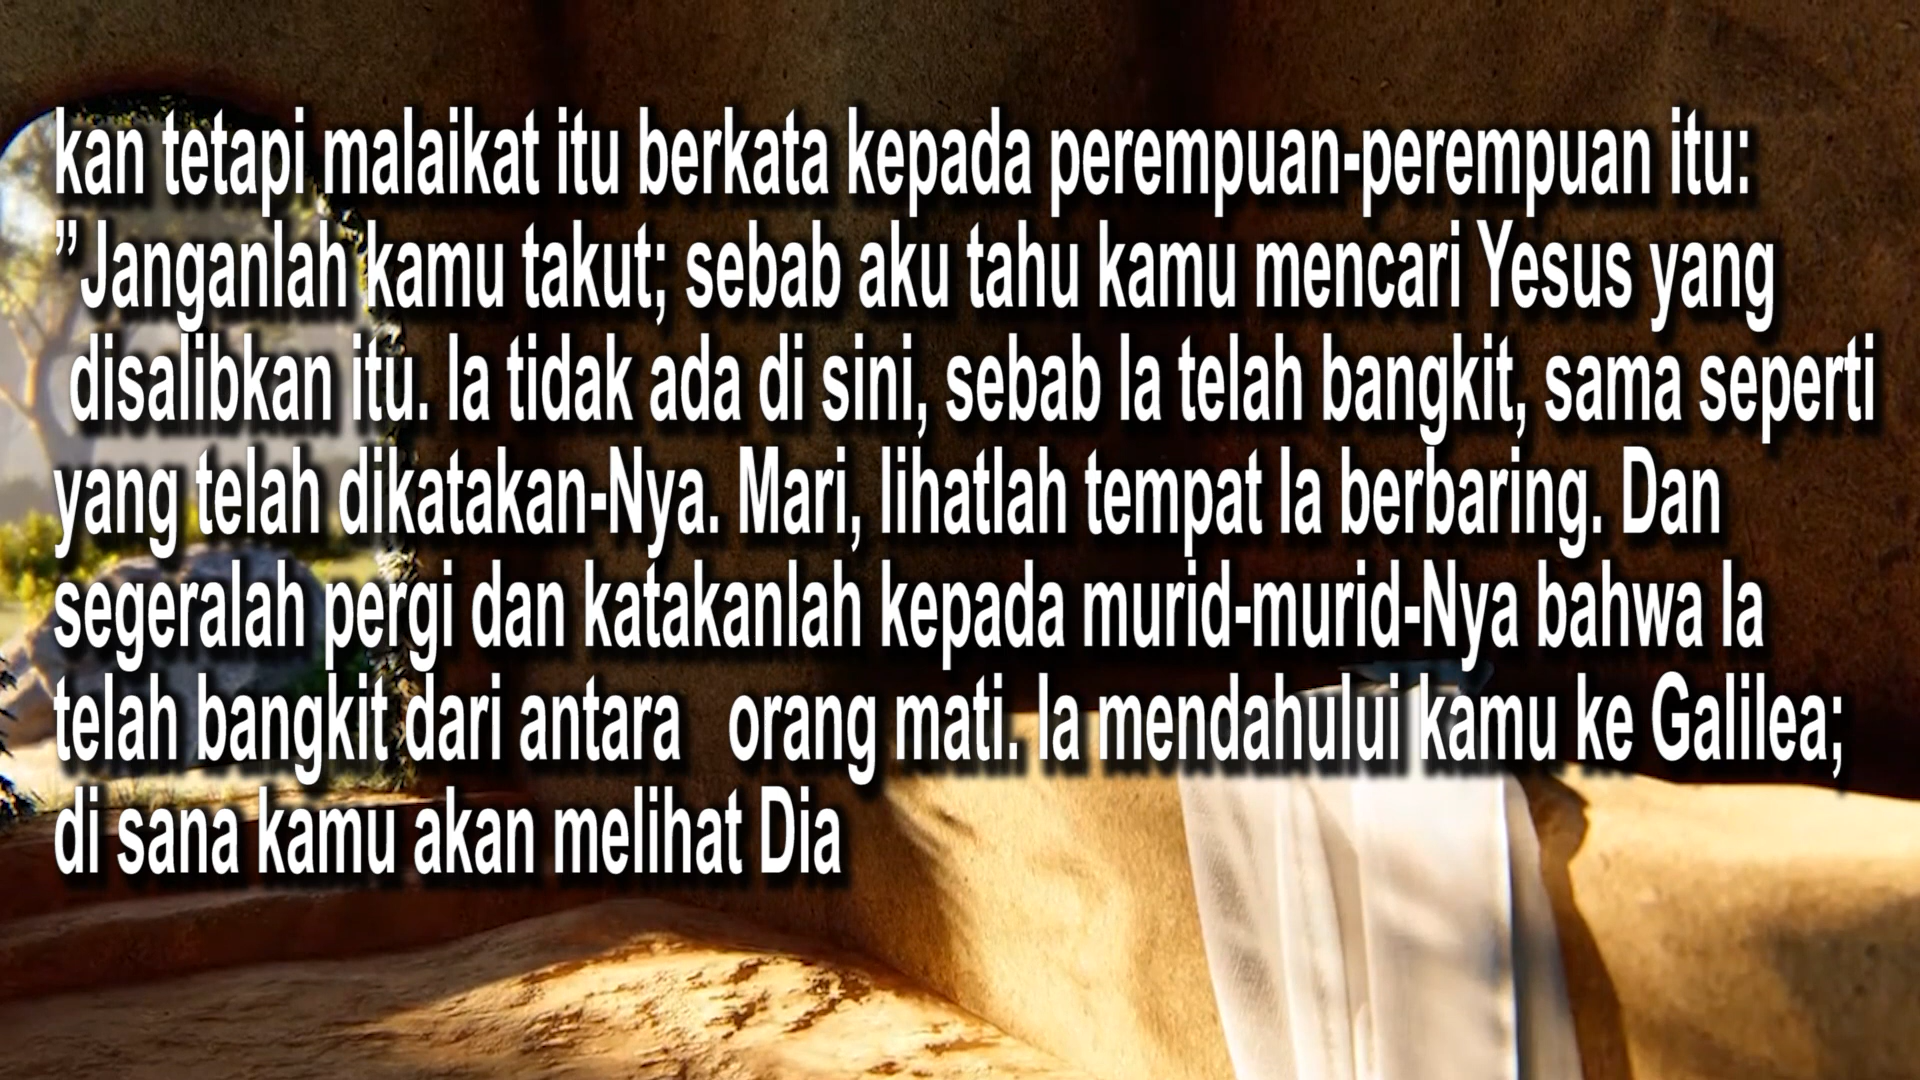 kan tetapi malaikat itu berkata kepada perempuan-perempuan itu:
”Janganlah kamu takut; sebab aku tahu kamu mencari Yesus yang
disalibkan itu. Ia tidak ada di sini, sebab Ia telah bangkit, sama seperti
yang telah dikatakan-Nya. Mari, lihatlah tempat Ia berbaring. Dan
segeralah pergi dan katakanlah kepada murid-murid-Nya bahwa Ia
telah bangkit dari antara   orang mati. Ia mendahului kamu ke Galilea;
di sana kamu akan melihat Dia